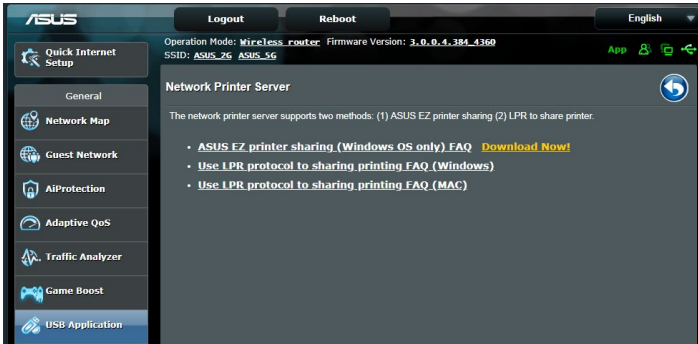 ASUS
Logout
Reboot
English
Quick Internet
Setup
Operation Mode: Wireless router Firmware Version: 3.0.0.4.384_4360
SSID: ASUS_2G ASUS_5G
App
General
Network Map
Guest Network
AiProtection
Adaptive QoS
Traffic Analyzer
Game Boost
USB Application
Network Printer Server
The network printer server supports two methods: (1) ASUS EZ printer sharing (2) LPR to share printer.
• ASUS EZ printer sharing (Windows OS only) FAQ Download Now!
• Use LPR protocol to sharing printing FAQ (Windows)
• Use LPR protocol to sharing printing FAQ (MAC)